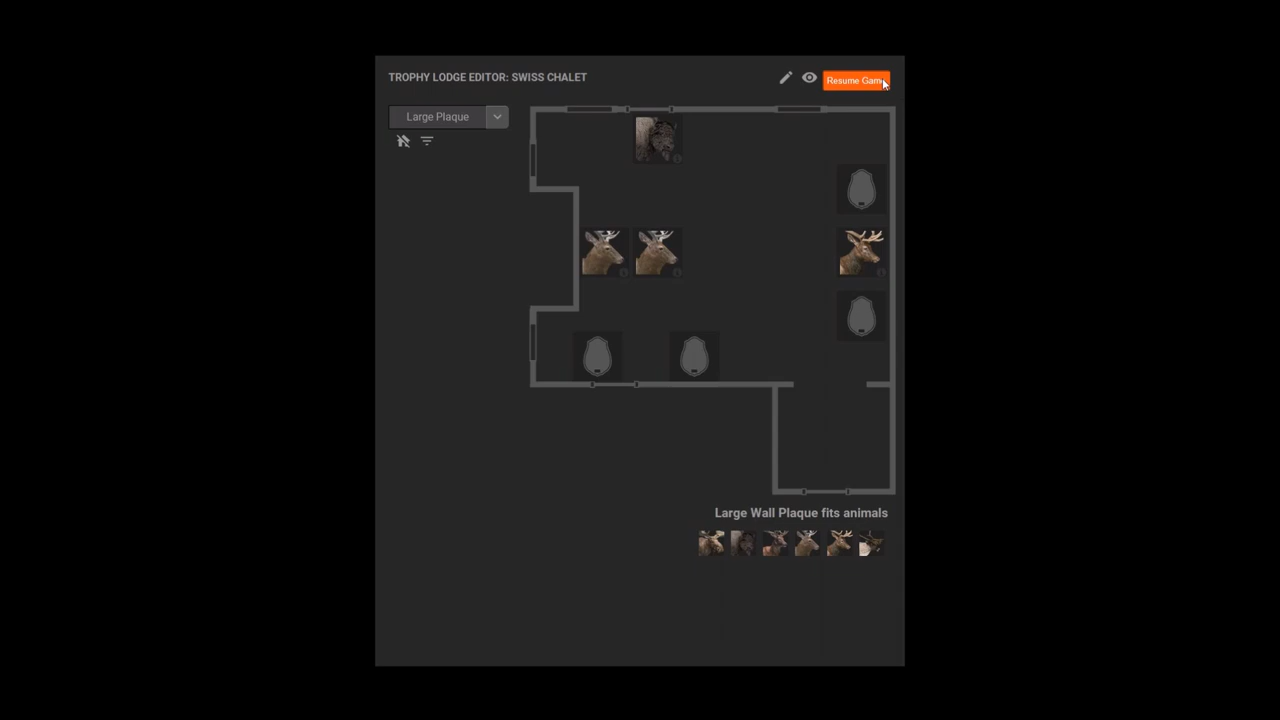 TROPHY LODGE EDITOR: SWISS CHALET
Resume Game
Large Plaque
Large Wall Plaque fits animals